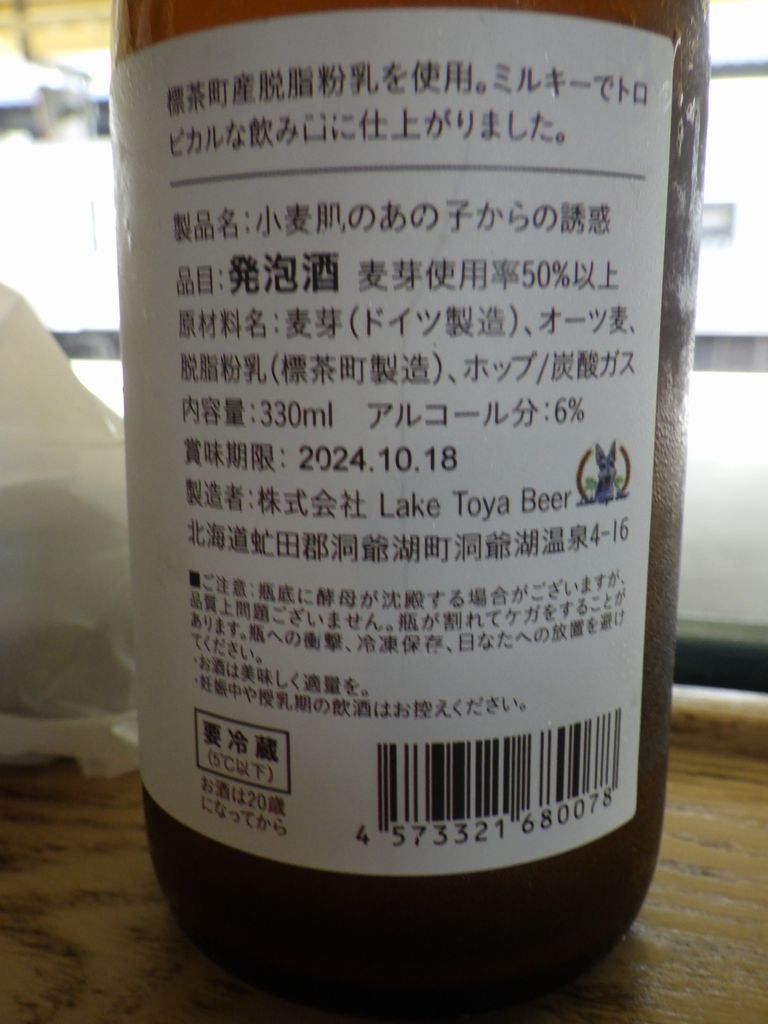 標茶町産脱脂粉乳を使用。ミルキーでトロ
ピカルな飲み口に仕上がりました。
製品名：小麦肌のあの子からの誘惑
品目：発泡酒 麦芽使用率50%以上
原材料名：麦芽（ドイツ製造）、オーツ麦、
脱脂粉乳（標茶町製造）、ホップ/炭酸ガス
内容量：330ml アルコール分：6%
賞味期限：2024.10.18
製造者：株式会社 Lake Toya Beer
北海道虻田郡洞爺湖町洞爺湖温泉4-16
■ご注意：瓶底に酵母が沈殿する場合がございますが、
品質上問題ございません。瓶が割れてケガをすることが
あります。瓶への衝撃、冷凍保存、日なたへの放置を避け
てください。
・お酒は美味しく適量を。
・妊娠中や授乳期の飲酒はお控えください。
要冷蔵
(5℃以下)
お酒は20歳
になってから
4 573321 680078